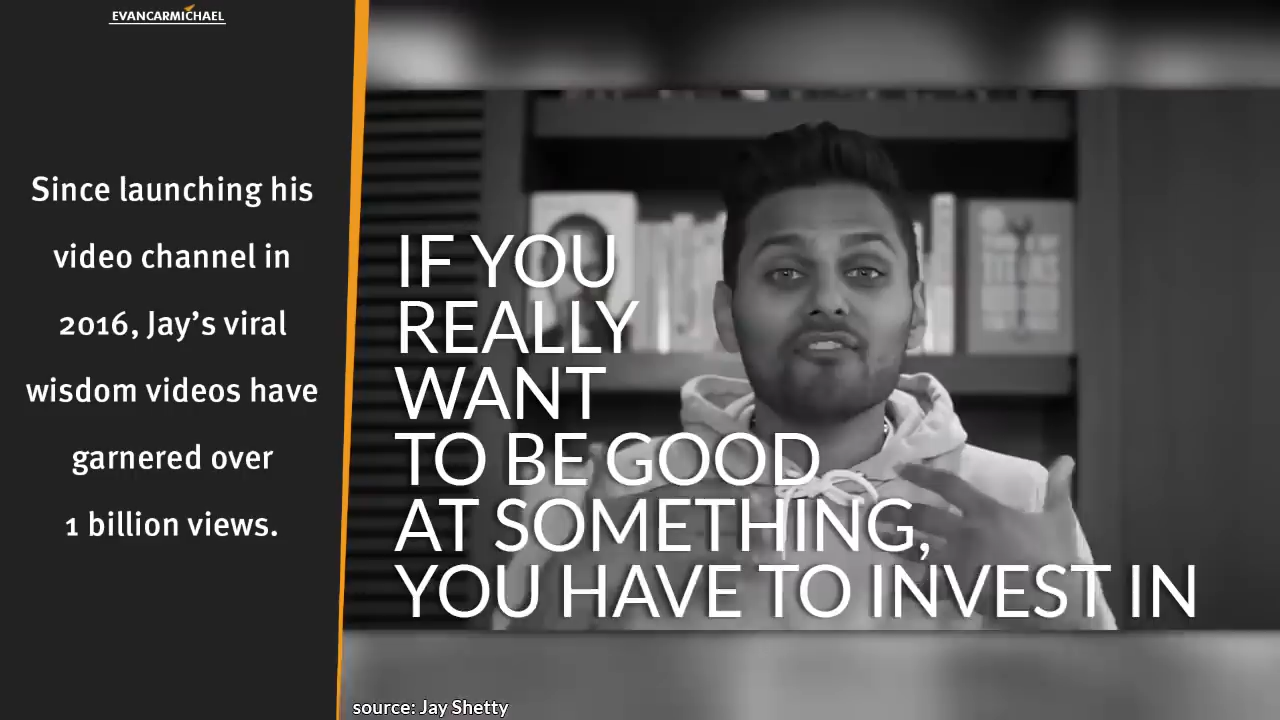 EVANCARMICHAEL
Since launching his
video channel in
2016, Jay’s viral
wisdom videos have
garnered over
1 billion views.
IF YOU
REALLY
WANT
TO BE GOOD
AT SOMETHING,
YOU HAVE TO INVEST IN
TITANS
source: Jay Shetty